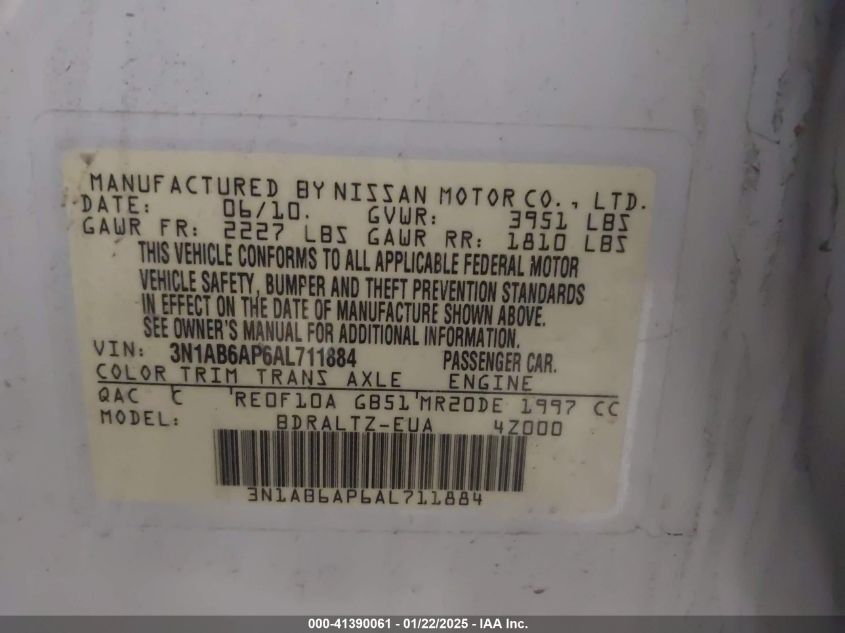 MANUFACTURED BY NISSAN MOTOR CO., LTD.
DATE: 06/10. GVWR: 3951 LBS
GAWR FR: 2227 LBS GAWR RR: 1810 LBS
THIS VEHICLE CONFORMS TO ALL APPLICABLE FEDERAL MOTOR
VEHICLE SAFETY, BUMPER AND THEFT PREVENTION STANDARDS
IN EFFECT ON THE DATE OF MANUFACTURE SHOWN ABOVE.
SEE OWNER'S MANUAL FOR ADDITIONAL INFORMATION.
VIN: 3N1AB6AP6AL711884 PASSENGER CAR.
COLOR TRIM TRANS AXLE ENGINE
QAC C RE0F10A GB51 MR20DE 1997 CC
MODEL: BDRALTZ-EUA 4Z000
3N1AB6AP6AL711884
000-41390061 - 01/22/2025 - IAA Inc.